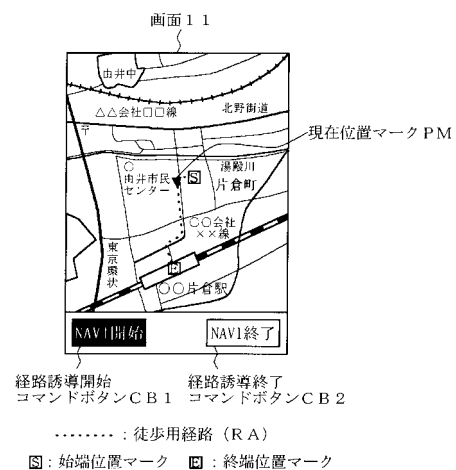 画面11
由井中
△△会社□□線
北野街道
〒
現在位置マークPM
S
湯殿川
由井市民
センター
片倉町
○○会社
××線
東京環状
E
○○片倉駅
NAVI開始
NAVI終了
経路誘導開始
コマンドボタンCB1
経路誘導終了
コマンドボタンCB2
………:徒歩用経路(RA)
S:始端位置マーク E:終端位置マーク